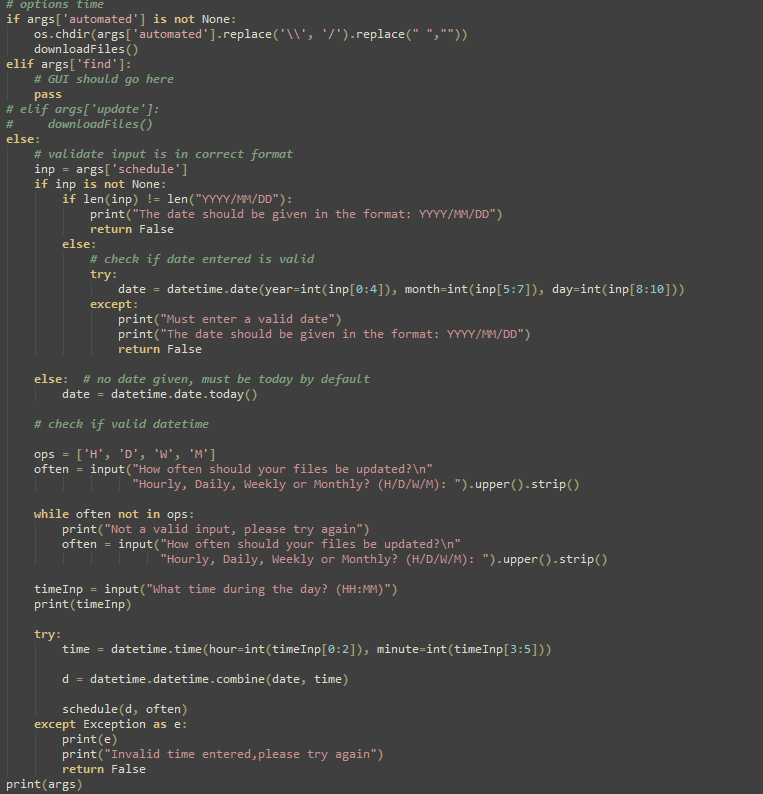 # options time
if args['automated'] is not None:
    os.chdir(args['automated'].replace('\\', '/').replace(" ",""))
    downloadFiles()
elif args['find']:
    # GUI should go here
    pass
# elif args['update']:
#     downloadFiles()
else:
    # validate input is in correct format
    inp = args['schedule']
    if inp is not None:
        if len(inp) != len("YYYY/MM/DD"):
            print("The date should be given in the format: YYYY/MM/DD")
            return False
        else:
            # check if date entered is valid
            try:
                date = datetime.date(year=int(inp[0:4]), month=int(inp[5:7]), day=int(inp[8:10]))
            except:
                print("Must enter a valid date")
                print("The date should be given in the format: YYYY/MM/DD")
                return False

    else:  # no date given, must be today by default
        date = datetime.date.today()

    # check if valid datetime

    ops = ['H', 'D', 'W', 'M']
    often = input("How often should your files be updated?\n"
                  "Hourly, Daily, Weekly or Monthly? (H/D/W/M): ").upper().strip()

    while often not in ops:
        print("Not a valid input, please try again")
        often = input("How often should your files be updated?\n"
                      "Hourly, Daily, Weekly or Monthly? (H/D/W/M): ").upper().strip()

    timeInp = input("What time during the day? (HH:MM)")
    print(timeInp)

    try:
        time = datetime.time(hour=int(timeInp[0:2]), minute=int(timeInp[3:5]))

        d = datetime.datetime.combine(date, time)

        schedule(d, often)
    except Exception as e:
        print(e)
        print("Invalid time entered,please try again")
        return False
print(args)